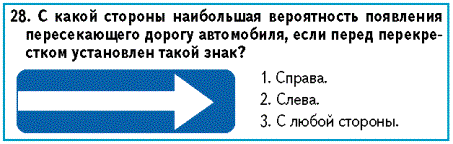 28. С какой стороны наибольшая вероятность появления
пересекающего дорогу автомобиля, если перед перекре-
стком установлен такой знак?
1. Справа.
2. Слева.
3. С любой стороны.